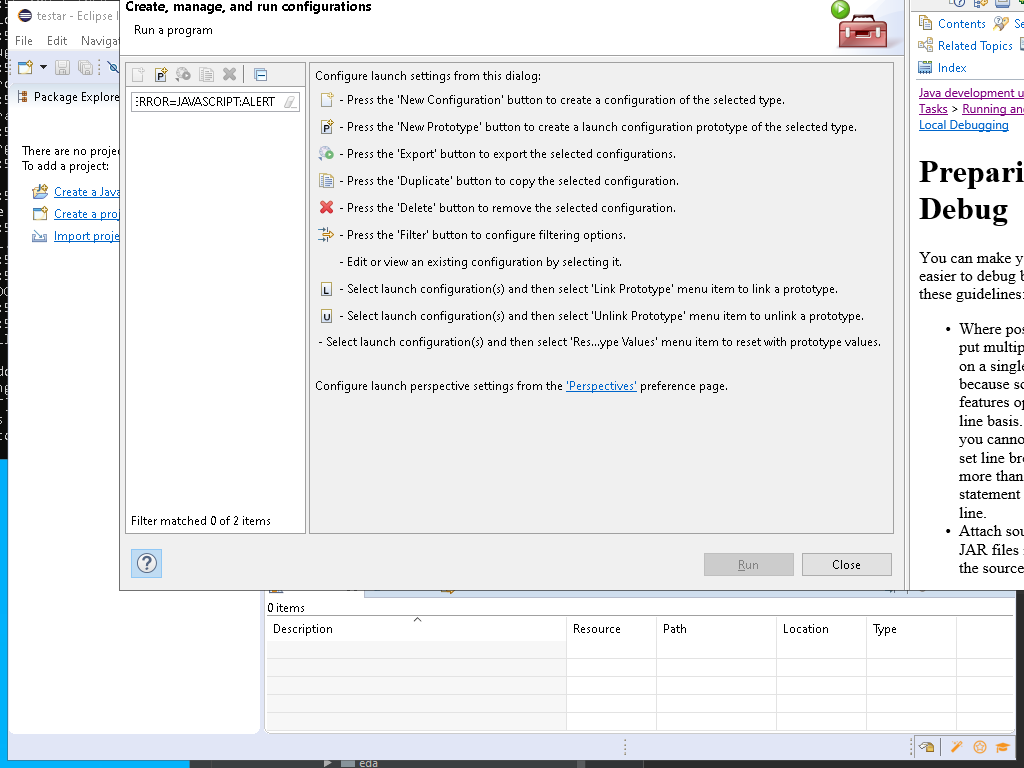 testar - Eclipse I
Create, manage, and run configurations
Run a program
File Edit Naviga
Package Explore
:RROR=JAVASCRIPT:ALERT
There are no projec
To add a project:
Create a Java
Create a proj
Import proje
Filter matched 0 of 2 items
Configure launch settings from this dialog:
- Press the 'New Configuration' button to create a configuration of the selected type.
- Press the 'New Prototype' button to create a launch configuration prototype of the selected type.
- Press the 'Export' button to export the selected configurations.
- Press the 'Duplicate' button to copy the selected configuration.
- Press the 'Delete' button to remove the selected configuration.
- Press the 'Filter' button to configure filtering options.
- Edit or view an existing configuration by selecting it.
L - Select launch configuration(s) and then select 'Link Prototype' menu item to link a prototype.
U - Select launch configuration(s) and then select 'Unlink Prototype' menu item to unlink a prototype.
- Select launch configuration(s) and then select 'Res...ype Values' menu item to reset with prototype values.
Configure launch perspective settings from the 'Perspectives' preference page.
Run
Close
Contents Se
Related Topics
Index
Java development u
Tasks > Running an
Local Debugging
Prepari
Debug
You can make y
easier to debug b
these guidelines:
• Where pos
put multip
on a single
because so
features op
line basis.
you canno
set line br
more than
statement
line.
• Attach sou
JAR files
the source
0 items
Description Resource Path Location Type
eda